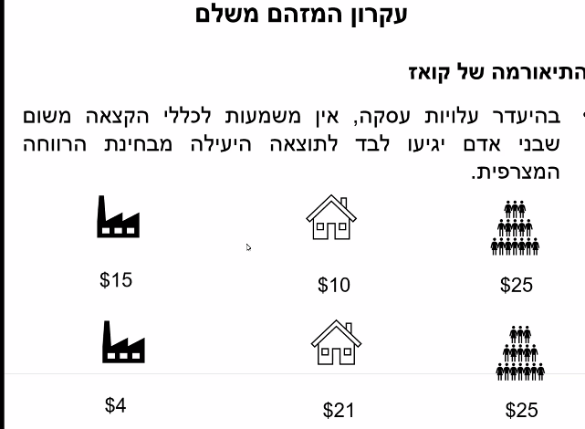 עקרון המזהם משלם
התיאורמה של קואז
בהיעדר עלויות עסקה, אין משמעות לכללי הקצאה משום
שבני אדם יגיעו לבד לתוצאה היעילה מבחינת הרווחה
המצרפית.
$25 $10 $15
$25 $21 $4